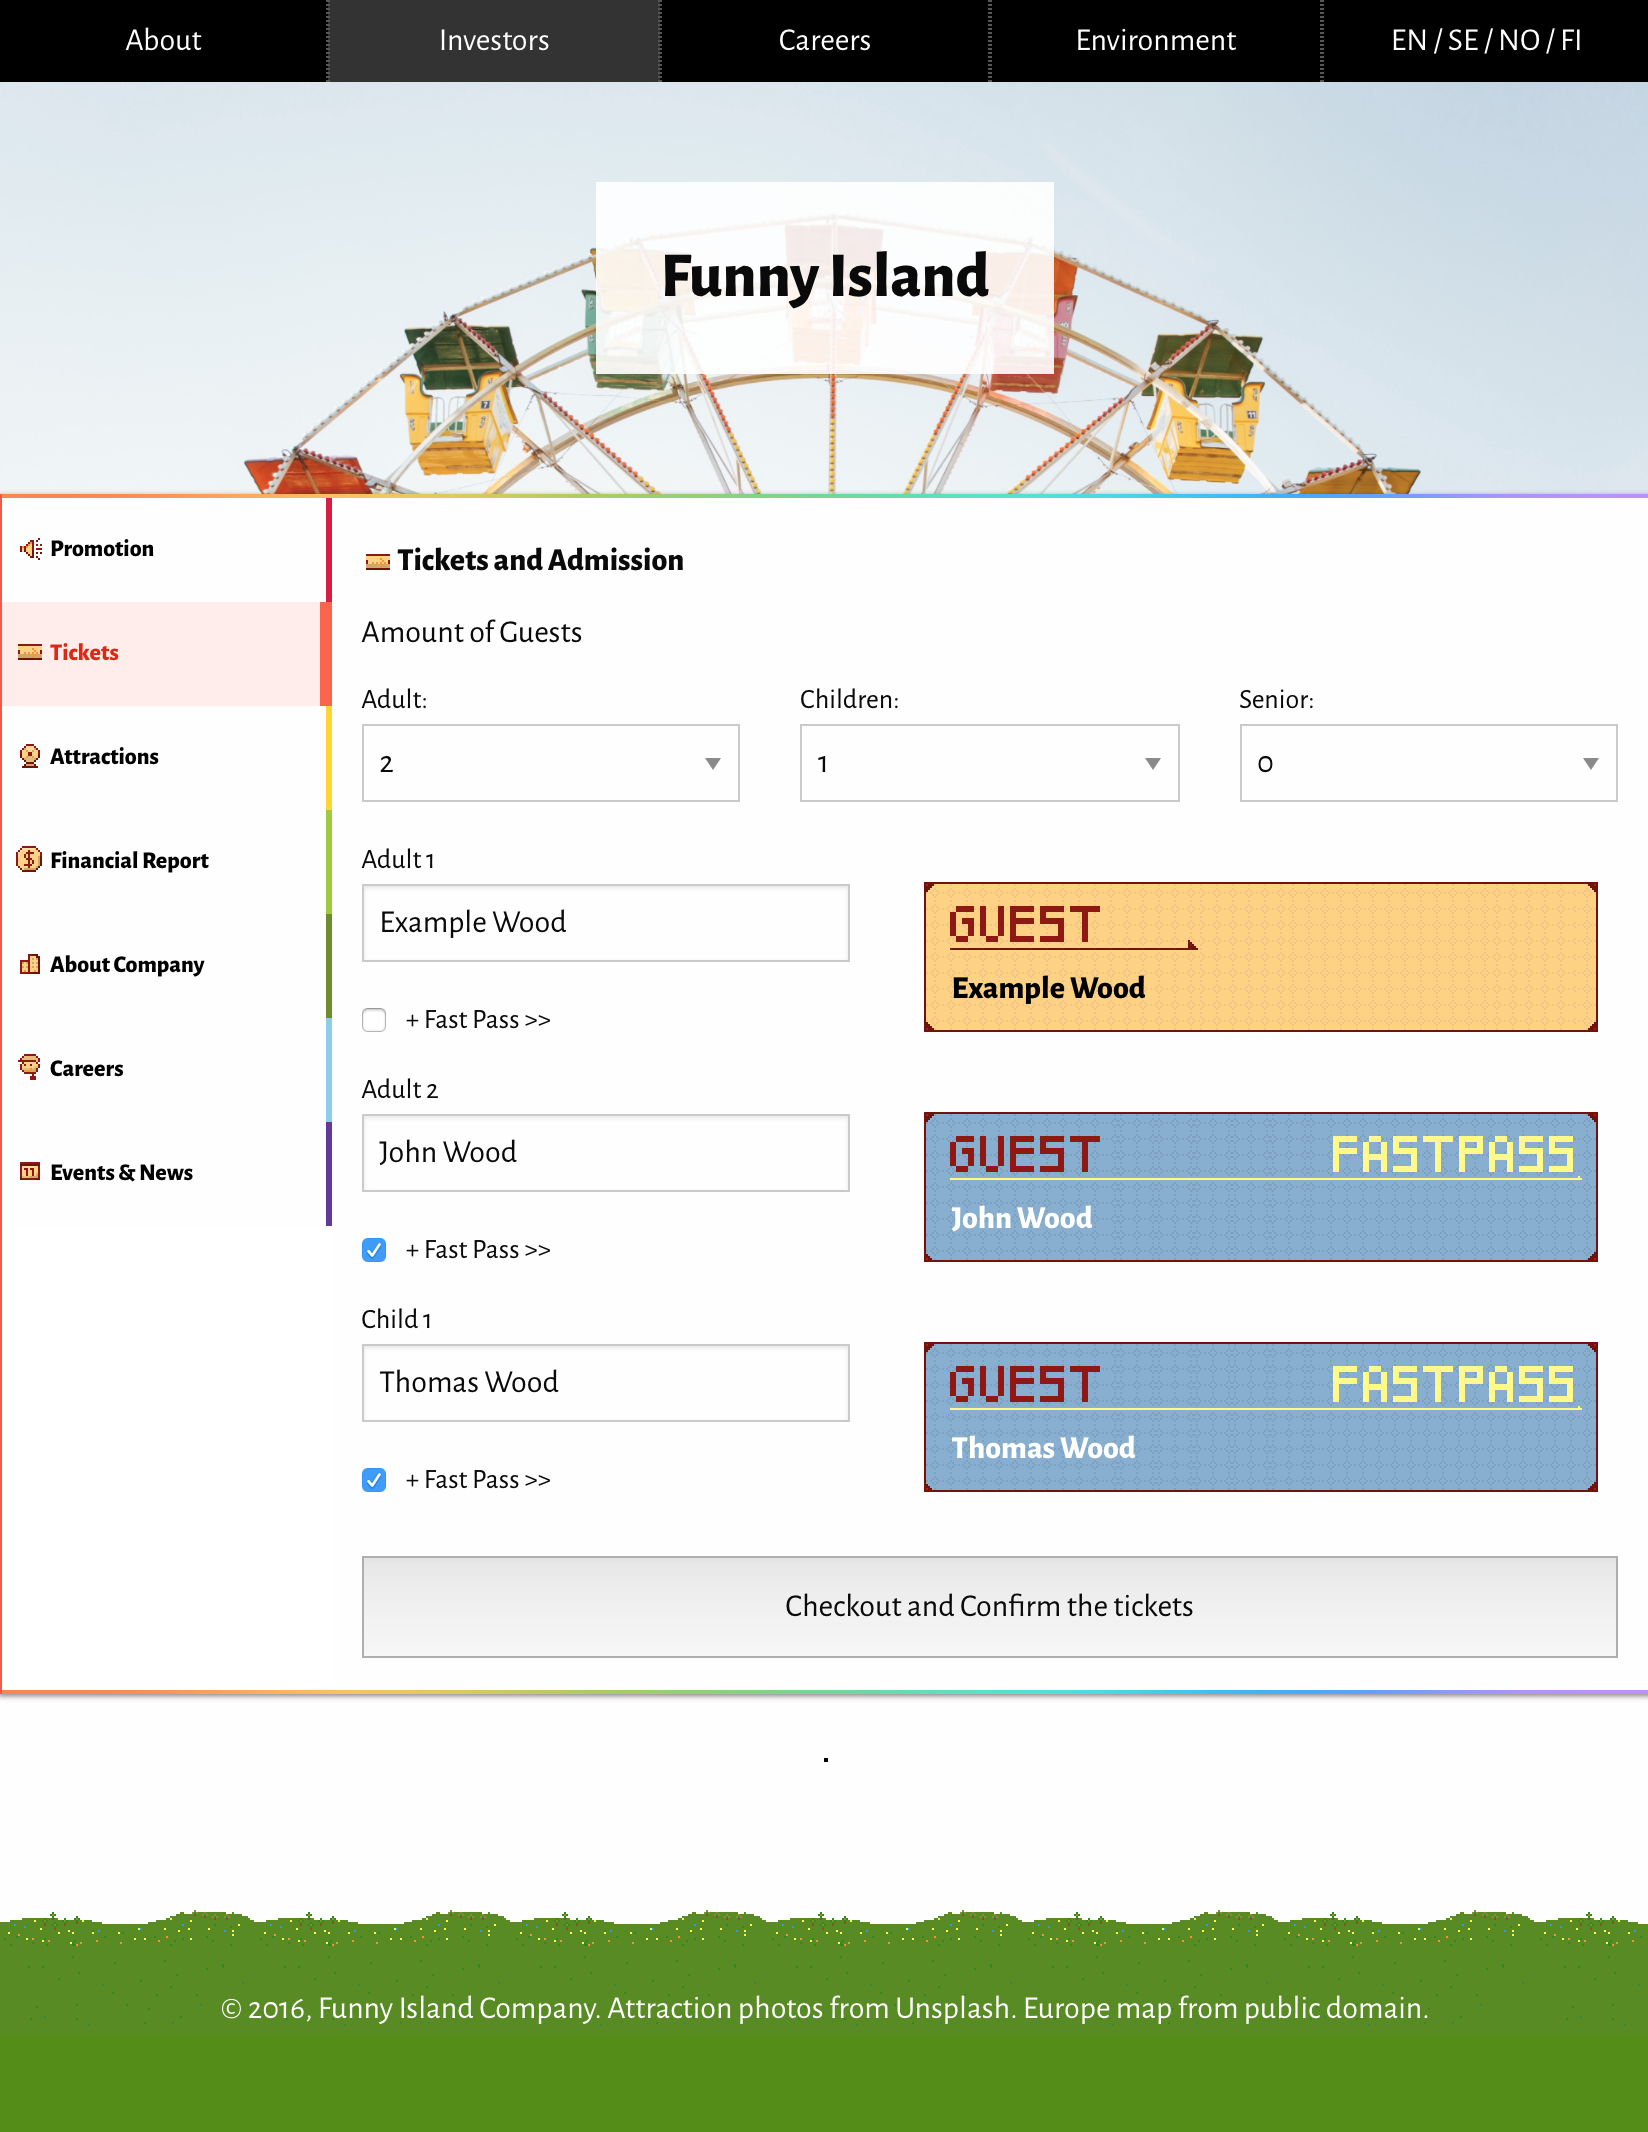 About
Investors
Careers
Environment
EN / SE / NO / FI
Funny Island
Promotion
Tickets
Attractions
Financial Report
About Company
Careers
Events & News
Tickets and Admission
Amount of Guests
Adult:
Children:
Senior:
2
1
0
Adult 1
Example Wood
+ Fast Pass >>
GUEST
Example Wood
Adult 2
John Wood
+ Fast Pass >>
GUEST FASTPASS
John Wood
Child 1
Thomas Wood
+ Fast Pass >>
GUEST FASTPASS
Thomas Wood
Checkout and Confirm the tickets
© 2016, Funny Island Company. Attraction photos from Unsplash. Europe map from public domain.